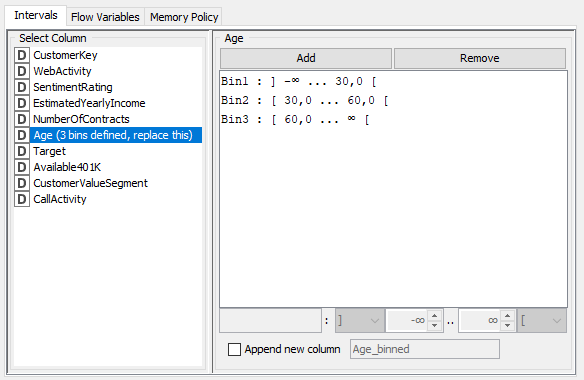 Intervals Flow Variables Memory Policy
Select Column
D CustomerKey
D WebActivity
D SentimentRating
D EstimatedYearlyIncome
D NumberOfContracts
D Age (3 bins defined, replace this)
D Target
D Available401K
D CustomerValueSegment
D CallActivity
Age
Add Remove
Bin1 : ] -∞ ... 30,0 [
Bin2 : [ 30,0 ... 60,0 [
Bin3 : [ 60,0 ... ∞ [
: ] -∞ .. ∞ [
Append new column Age_binned